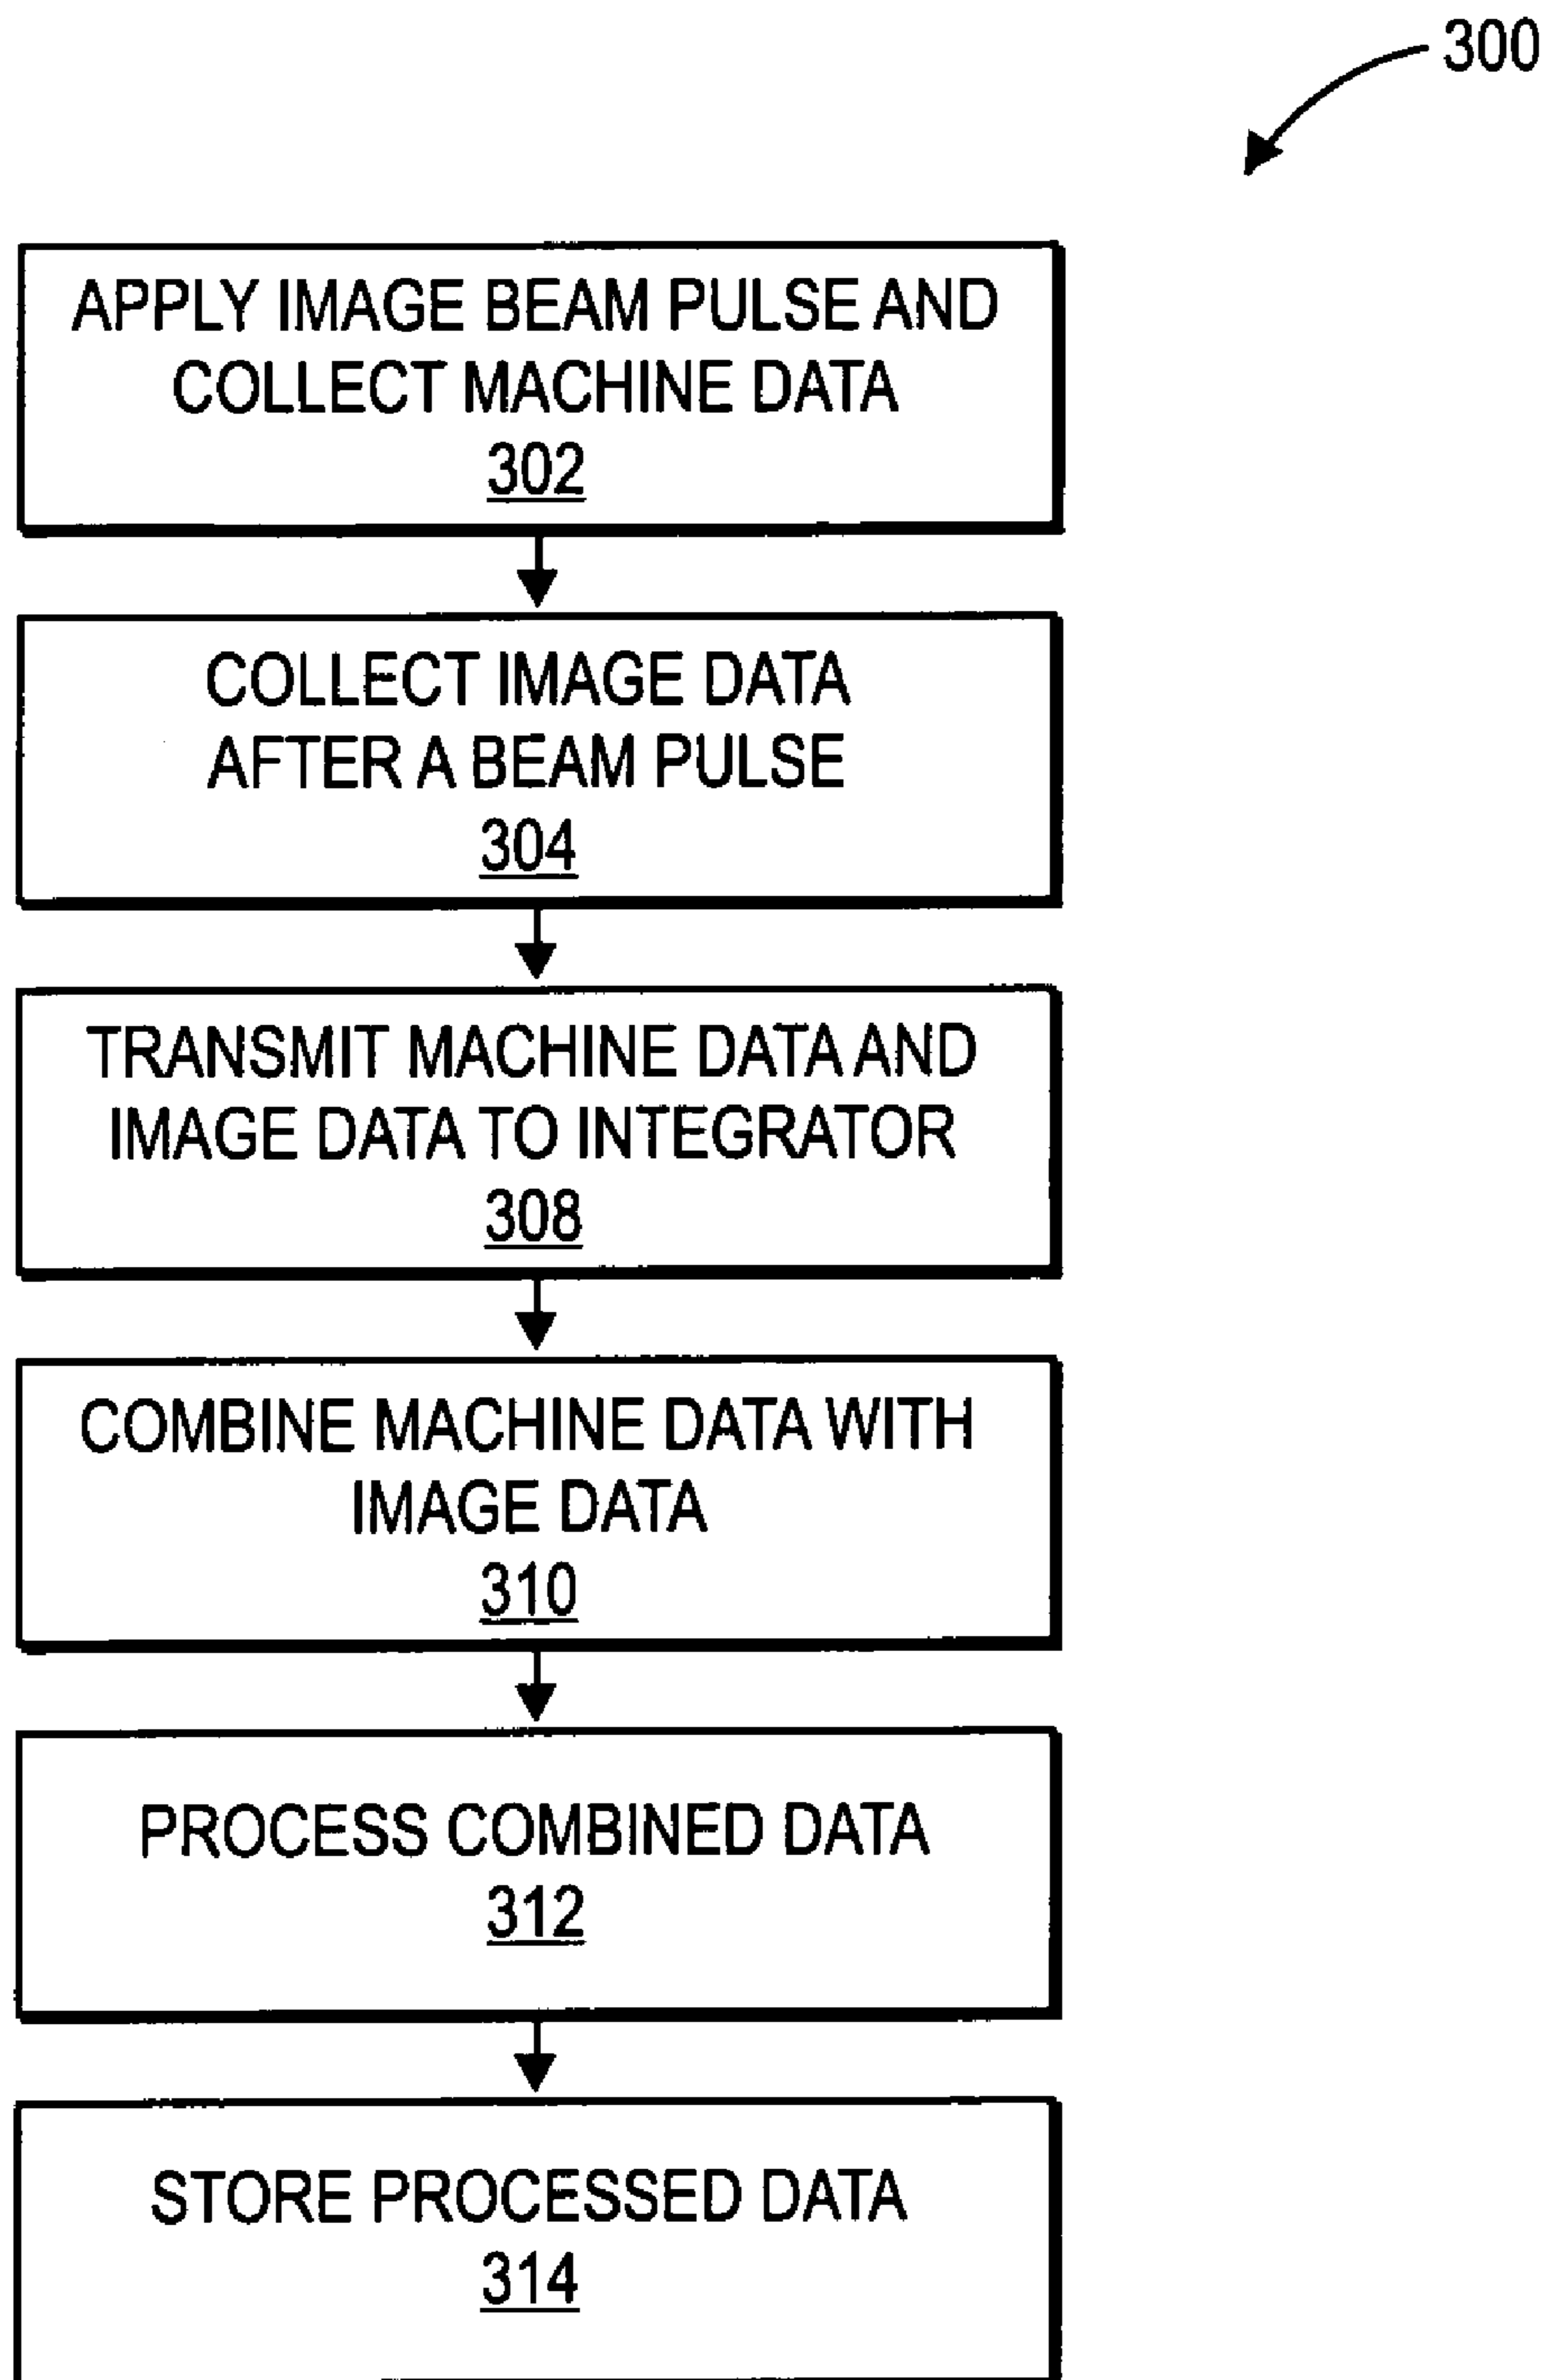 300
APPLY IMAGE BEAM PULSE AND
COLLECT MACHINE DATA
302
COLLECT IMAGE DATA
AFTER A BEAM PULSE
304
TRANSMIT MACHINE DATA AND
IMAGE DATA TO INTEGRATOR
308
COMBINE MACHINE DATA WITH
IMAGE DATA
310
PROCESS COMBINED DATA
312
STORE PROCESSED DATA
314